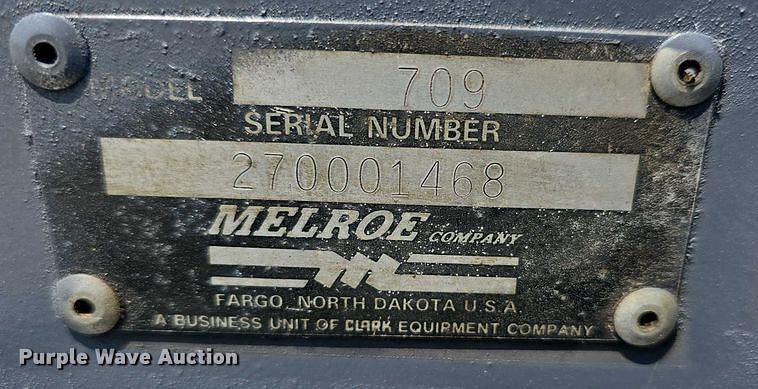 MODEL 709
SERIAL NUMBER
270001468
MELROE COMPANY
FARGO, NORTH DAKOTA U.S.A.
A BUSINESS UNIT OF CLARK EQUIPMENT COMPANY
Purple Wave Auction